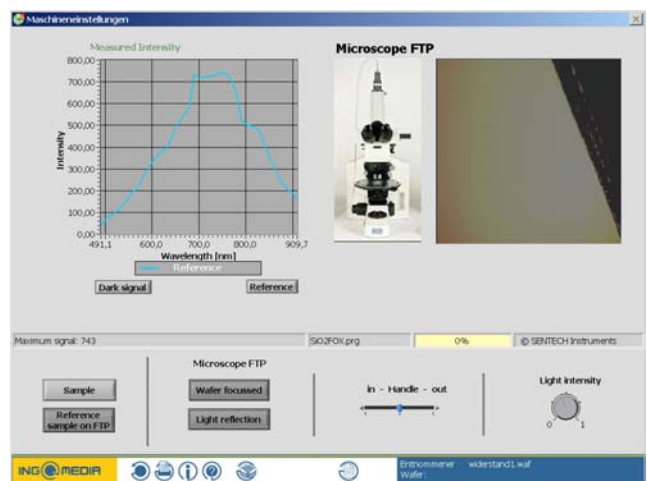 Maschineneinstellungen
Measured Intensity
Microscope FTP
800,00
700,00
600,00
500,00
400,00
300,00
200,00
100,00
0,00
Intensity
491,1 600,0 700,0 800,0 909,7
Wavelength [nm]
Reference
Dark signal
Reference
Maximum signal: 743
SiO2FOX.prg
0%
© SENTECH Instruments
Microscope FTP
Sample
Reference
sample on FTP
Wafer focussed
Light reflection
in - Handle - out
Light intensity
0 1
ING MEDIA
Entnommener widerstand1.waf
Wafer: